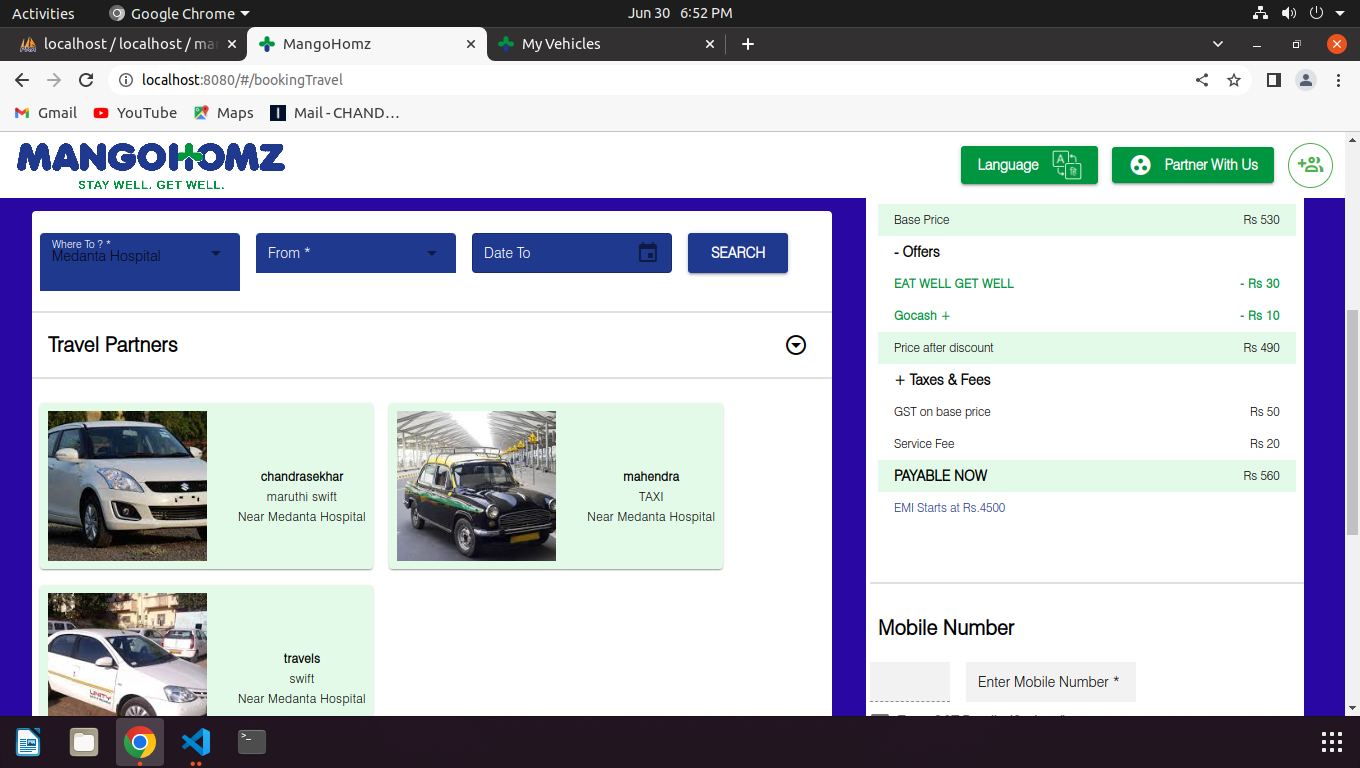 Activities
Google Chrome
Jun 30 6:52 PM
localhost / localhost / ma
MangoHomz
My Vehicles
localhost:8080/#/bookingTravel
Gmail
YouTube
Maps
Mail - CHAND…
MANGOHOMZ
STAY WELL. GET WELL.
Language
Partner With Us
Where To ? *
Medanta Hospital
From *
Date To
SEARCH
Travel Partners
chandrasekhar
maruthi swift
Near Medanta Hospital
mahendra
TAXI
Near Medanta Hospital
travels
swift
Near Medanta Hospital
Base Price Rs 530
- Offers
EAT WELL GET WELL - Rs 30
Gocash + - Rs 10
Price after discount Rs 490
+ Taxes & Fees
GST on base price Rs 50
Service Fee Rs 20
PAYABLE NOW Rs 560
EMI Starts at Rs.4500
Mobile Number
Enter Mobile Number *